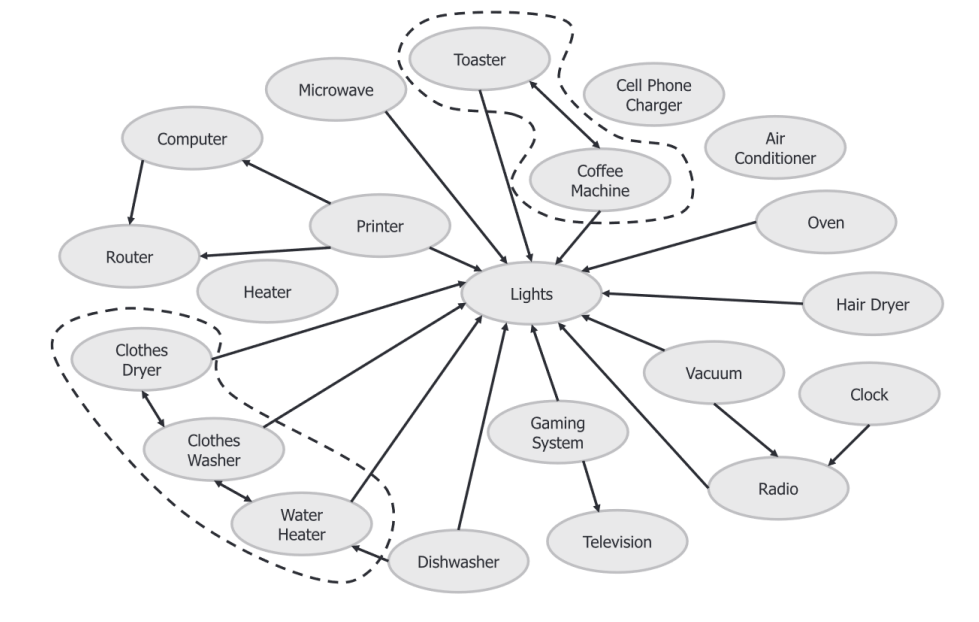 Toaster
Microwave
Cell Phone
Charger
Computer
Air
Conditioner
Coffee
Machine
Printer
Oven
Router
Heater
Lights
Hair Dryer
Clothes
Dryer
Vacuum
Clock
Gaming
System
Clothes
Washer
Radio
Water
Heater
Television
Dishwasher